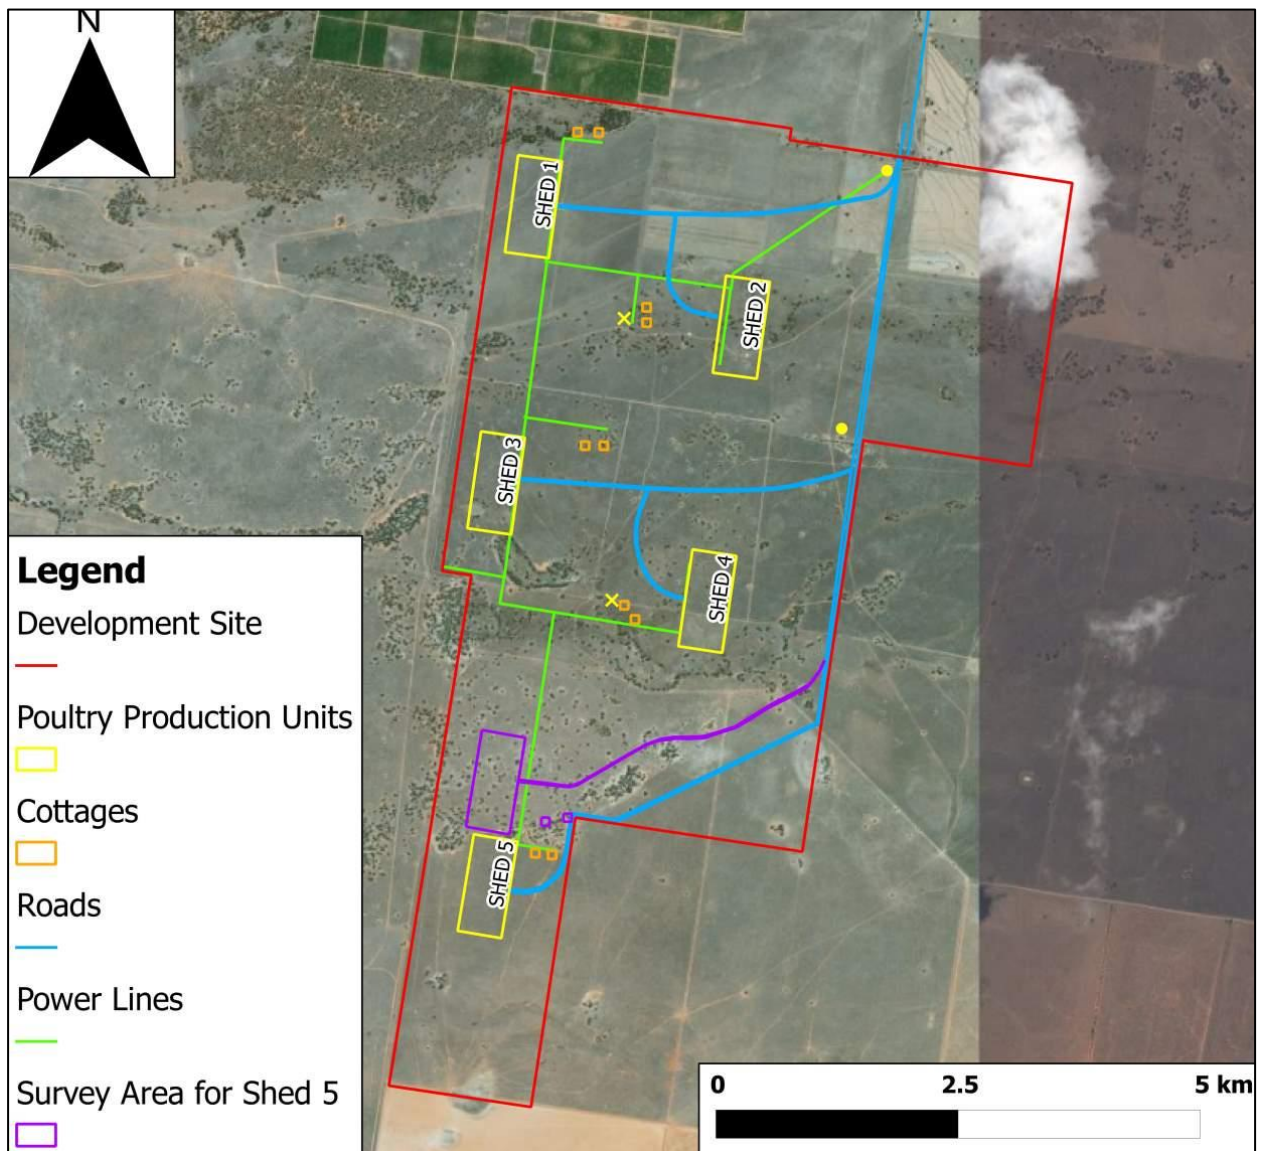 N
SHED 1
SHED 2
SHED 3
SHED 4
SHED 5
Legend
Development Site
Poultry Production Units
Cottages
Roads
Power Lines
Survey Area for Shed 5
0 2.5 5 km